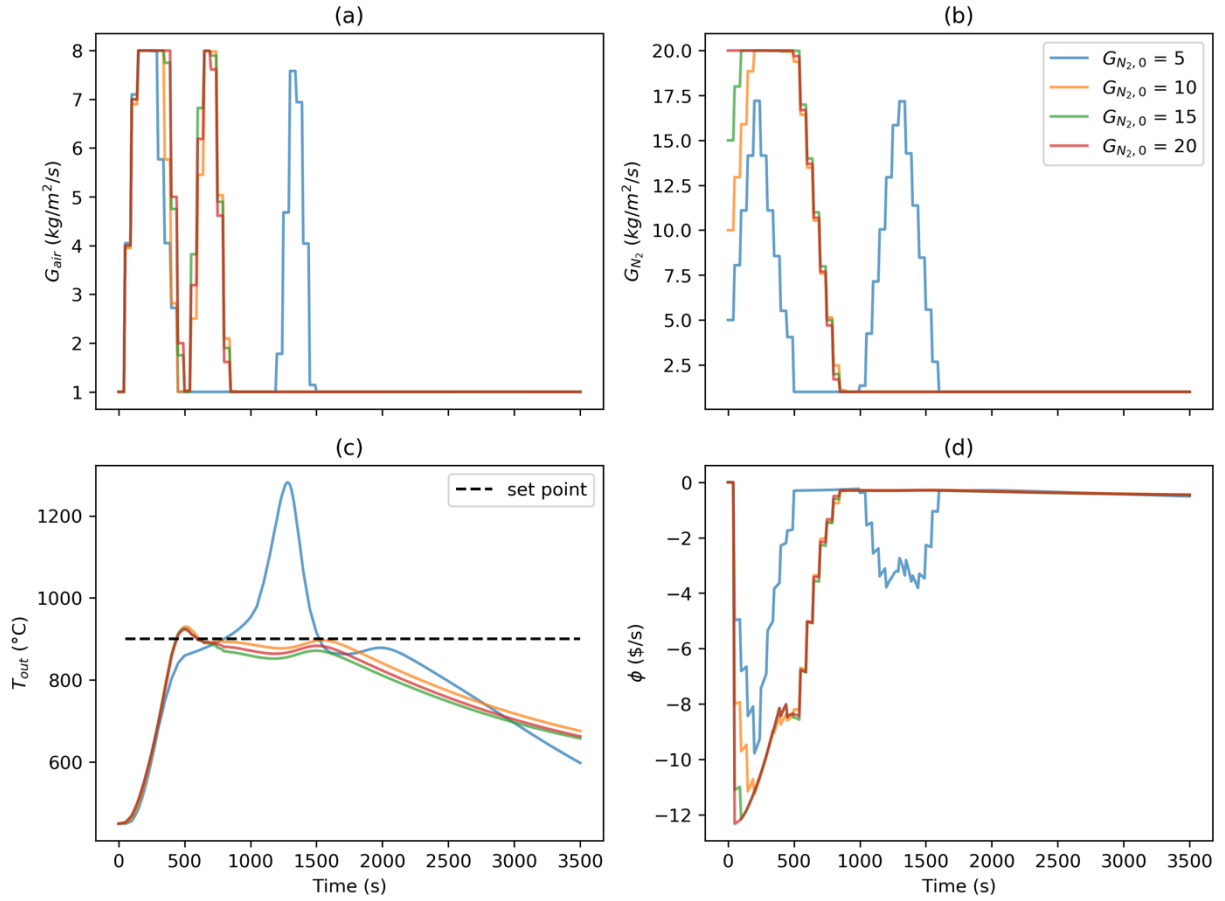 (a)
G_air (kg/m²/s)
8
7
6
5
4
3
2
1
(b)
G_N₂ (kg/m²/s)
20.0
17.5
15.0
12.5
10.0
7.5
5.0
2.5
G_N₂,0 = 5
G_N₂,0 = 10
G_N₂,0 = 15
G_N₂,0 = 20
(c)
T_out (°C)
1200
1000
800
600
set point
0 500 1000 1500 2000 2500 3000 3500
Time (s)
(d)
ϕ ($/s)
0
−2
−4
−6
−8
−10
−12
0 500 1000 1500 2000 2500 3000 3500
Time (s)